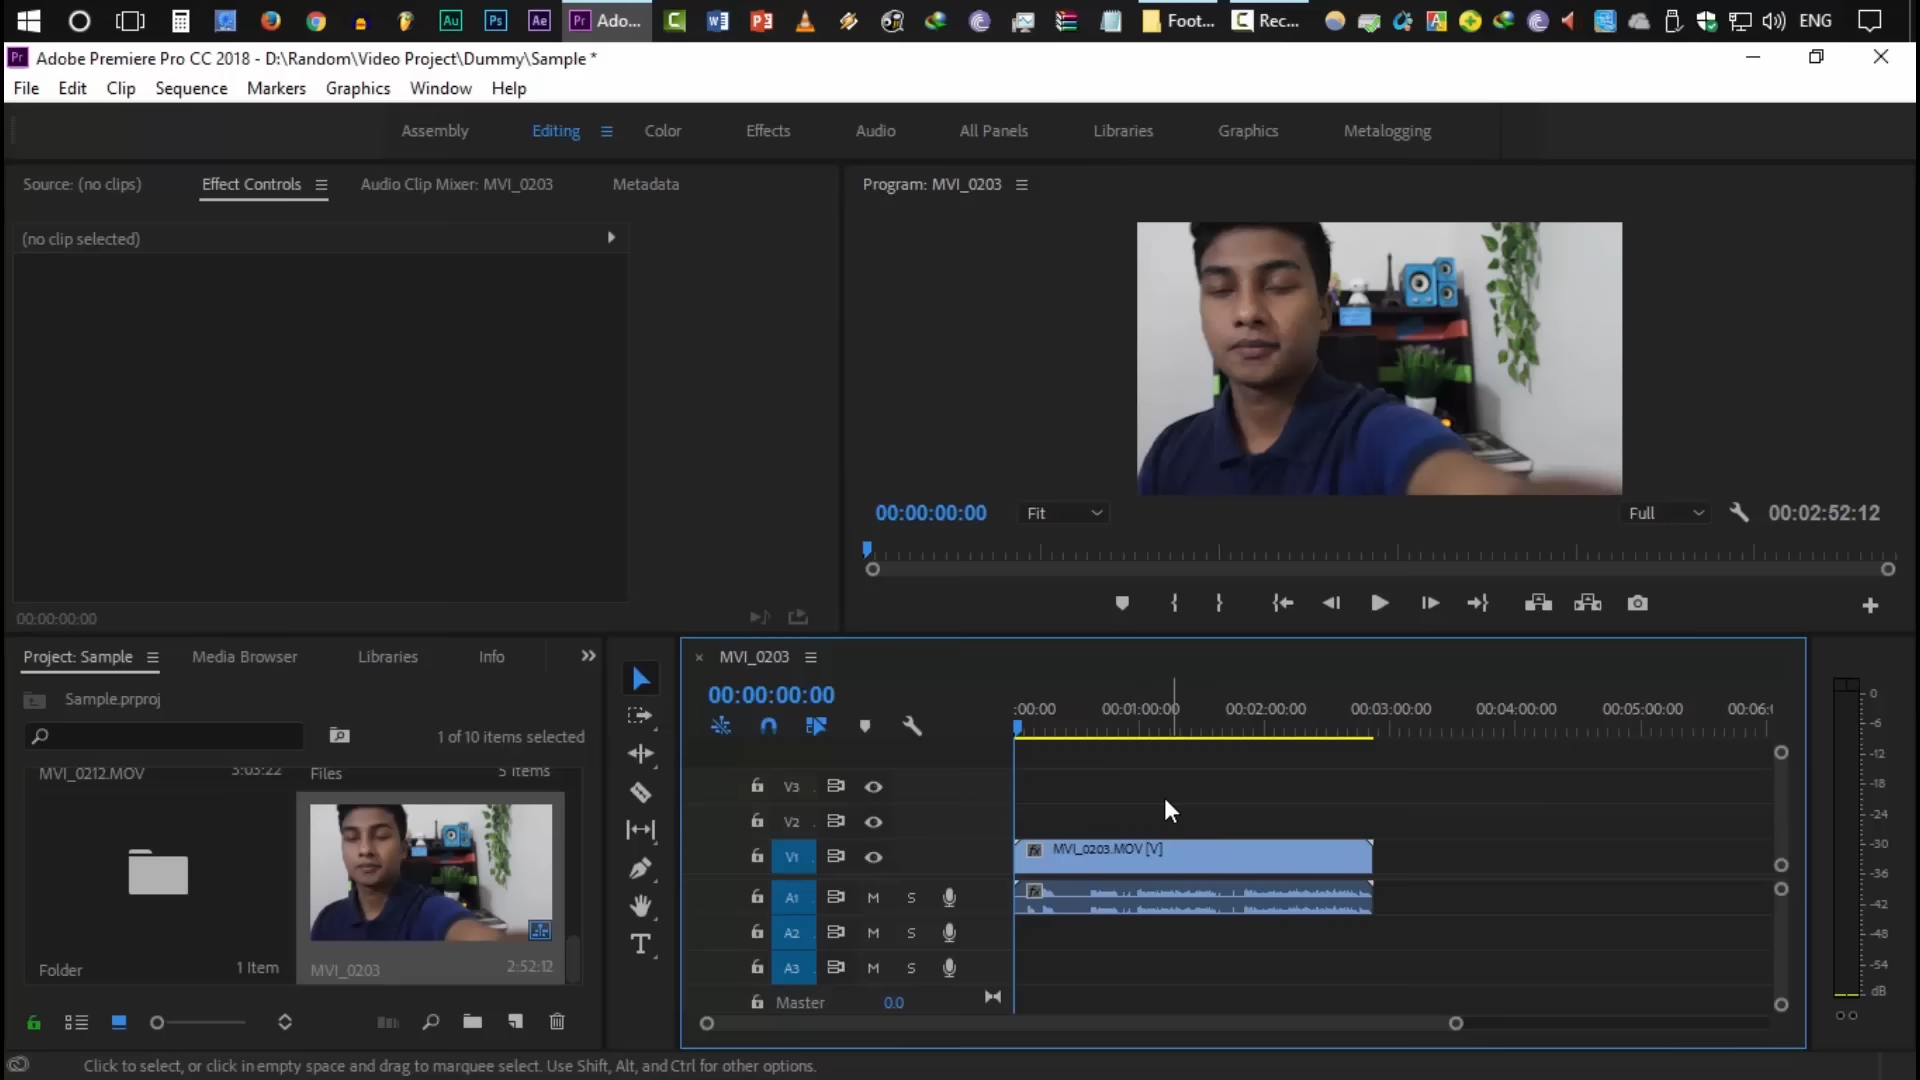 Au
Ps
Ae
Pr Ado...
Foot...
Rec...
ENG
Pr Adobe Premiere Pro CC 2018 - D:\Random\Video Project\Dummy\Sample *
File Edit Clip Sequence Markers Graphics Window Help
Assembly Editing Color Effects Audio All Panels Libraries Graphics Metalogging
Source: (no clips) Effect Controls Audio Clip Mixer: MVI_0203 Metadata
Program: MVI_0203
(no clip selected)
00:00:00:00 Fit Full 00:02:52:12
00:00:00:00
Project: Sample Media Browser Libraries Info
Sample.prproj
1 of 10 items selected
MVI_0212.MOV 3:03:22 Files 5 Items
Folder 1 Item MVI_0203 2:52:12
MVI_0203
00:00:00:00
:00:00 00:01:00:00 00:02:00:00 00:03:00:00 00:04:00:00 00:05:00:00 00:06:(
V3
V2
V1
fx MVI_0203.MOV [V]
A1 M S
fx
A2 M S
A3 M S
Master 0.0
0
-6
-12
-18
-24
-30
-36
-42
-48
-54
dB
Click to select, or click in empty space and drag to marquee select. Use Shift, Alt, and Ctrl for other options.